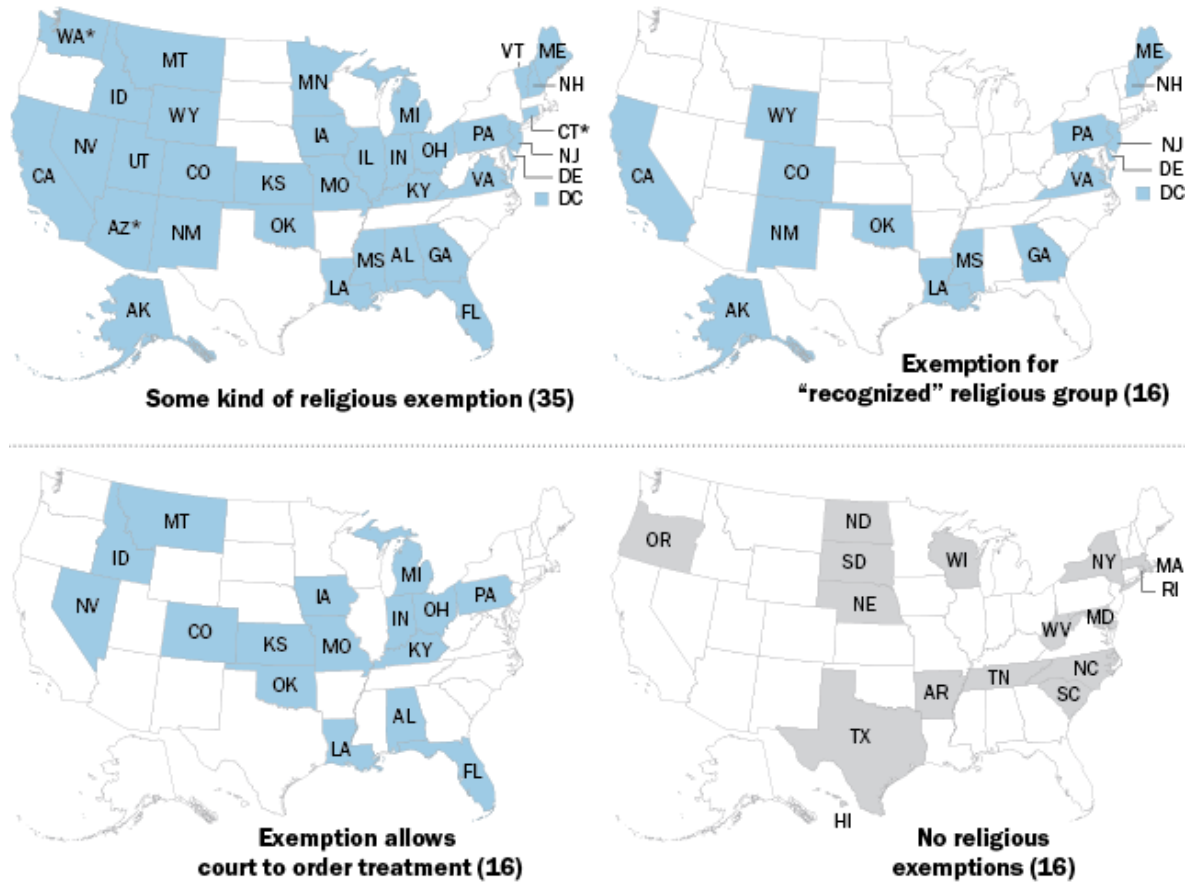 WA*
MT
ID
WY
NV
UT
CO
CA
AZ*
NM
AK
MN
IA
MI
IL
IN
OH
PA
KS
MO
KY
VA
OK
MS
AL
GA
LA
FL
VT
ME
NH
CT*
NJ
DE
DC
Some kind of religious exemption (35)
ME
NH
WY
PA
NJ
CO
DE
CA
VA
DC
NM
OK
MS
GA
LA
AK
Exemption for
“recognized” religious group (16)
MT
ID
MI
NV
IA
IN
OH
PA
CO
KS
MO
KY
OK
AL
LA
FL
Exemption allows
court to order treatment (16)
ND
OR
SD
WI
NY
MA
RI
NE
MD
WV
NC
TN
AR
SC
TX
HI
No religious
exemptions (16)